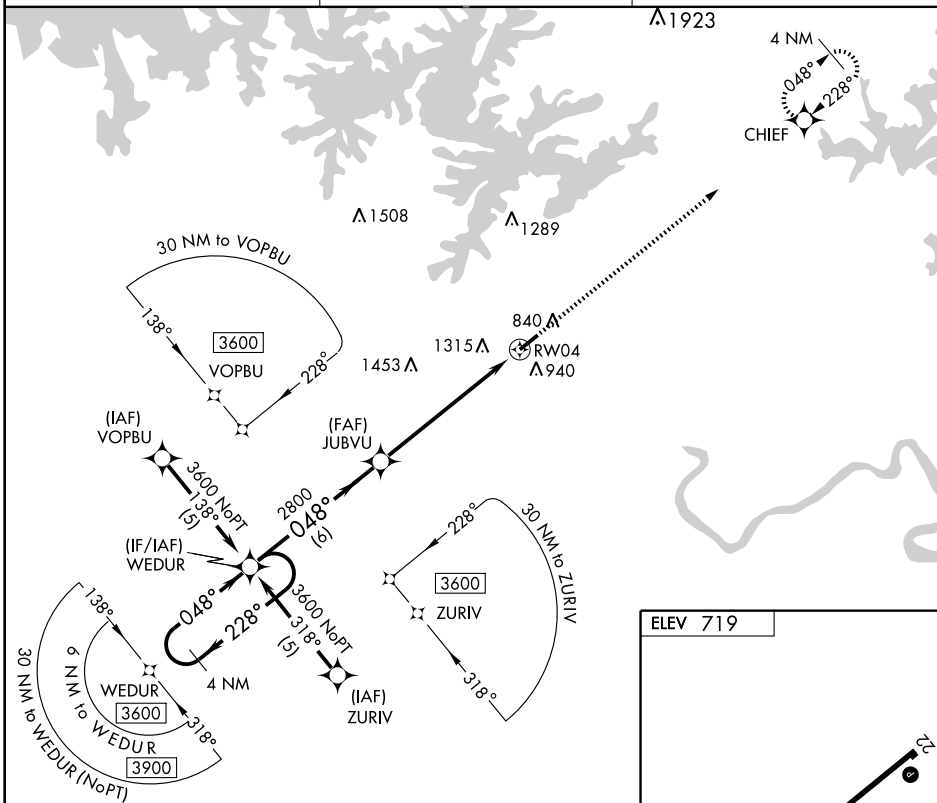 1923
4 NM
048°
228°
CHIEF
1508
1289
30 NM to VOPBU
138°
3600
VOPBU
228°
840
1315
RW04
1453
940
(IAF)
VOPBU
(FAF)
JUBVU
3600 NoPT
138°
(5)
2800
048°
(6)
(IF/IAF)
WEDUR
228°
30 NM to ZURIV
3600
ZURIV
318°
048°
228°
3600 NoPT
318°
(5)
138°
4 NM
(IAF)
ZURIV
WEDUR
3600
318°
6 NM to WEDUR
3900
30 NM to WEDUR (NoPT)
ELEV 719
22
P